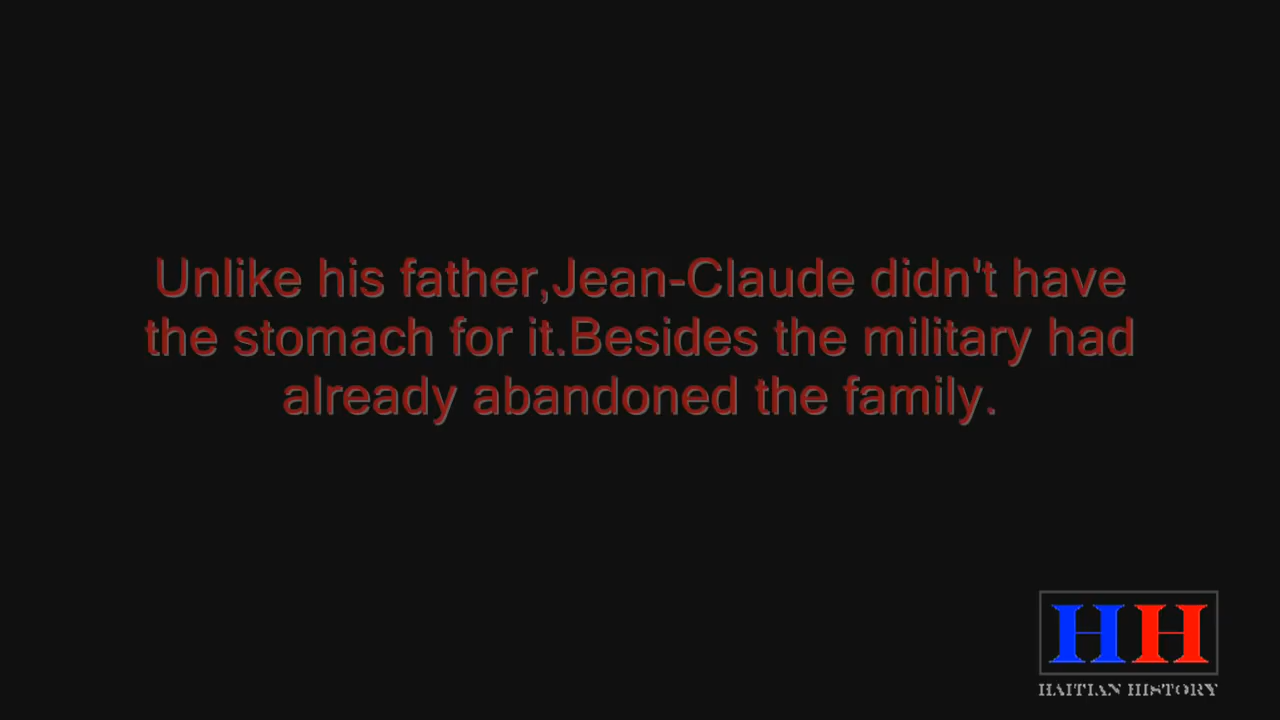 Unlike his father,Jean-Claude didn't have
the stomach for it.Besides the military had
already abandoned the family.
HH
HAITIAN HISTORY